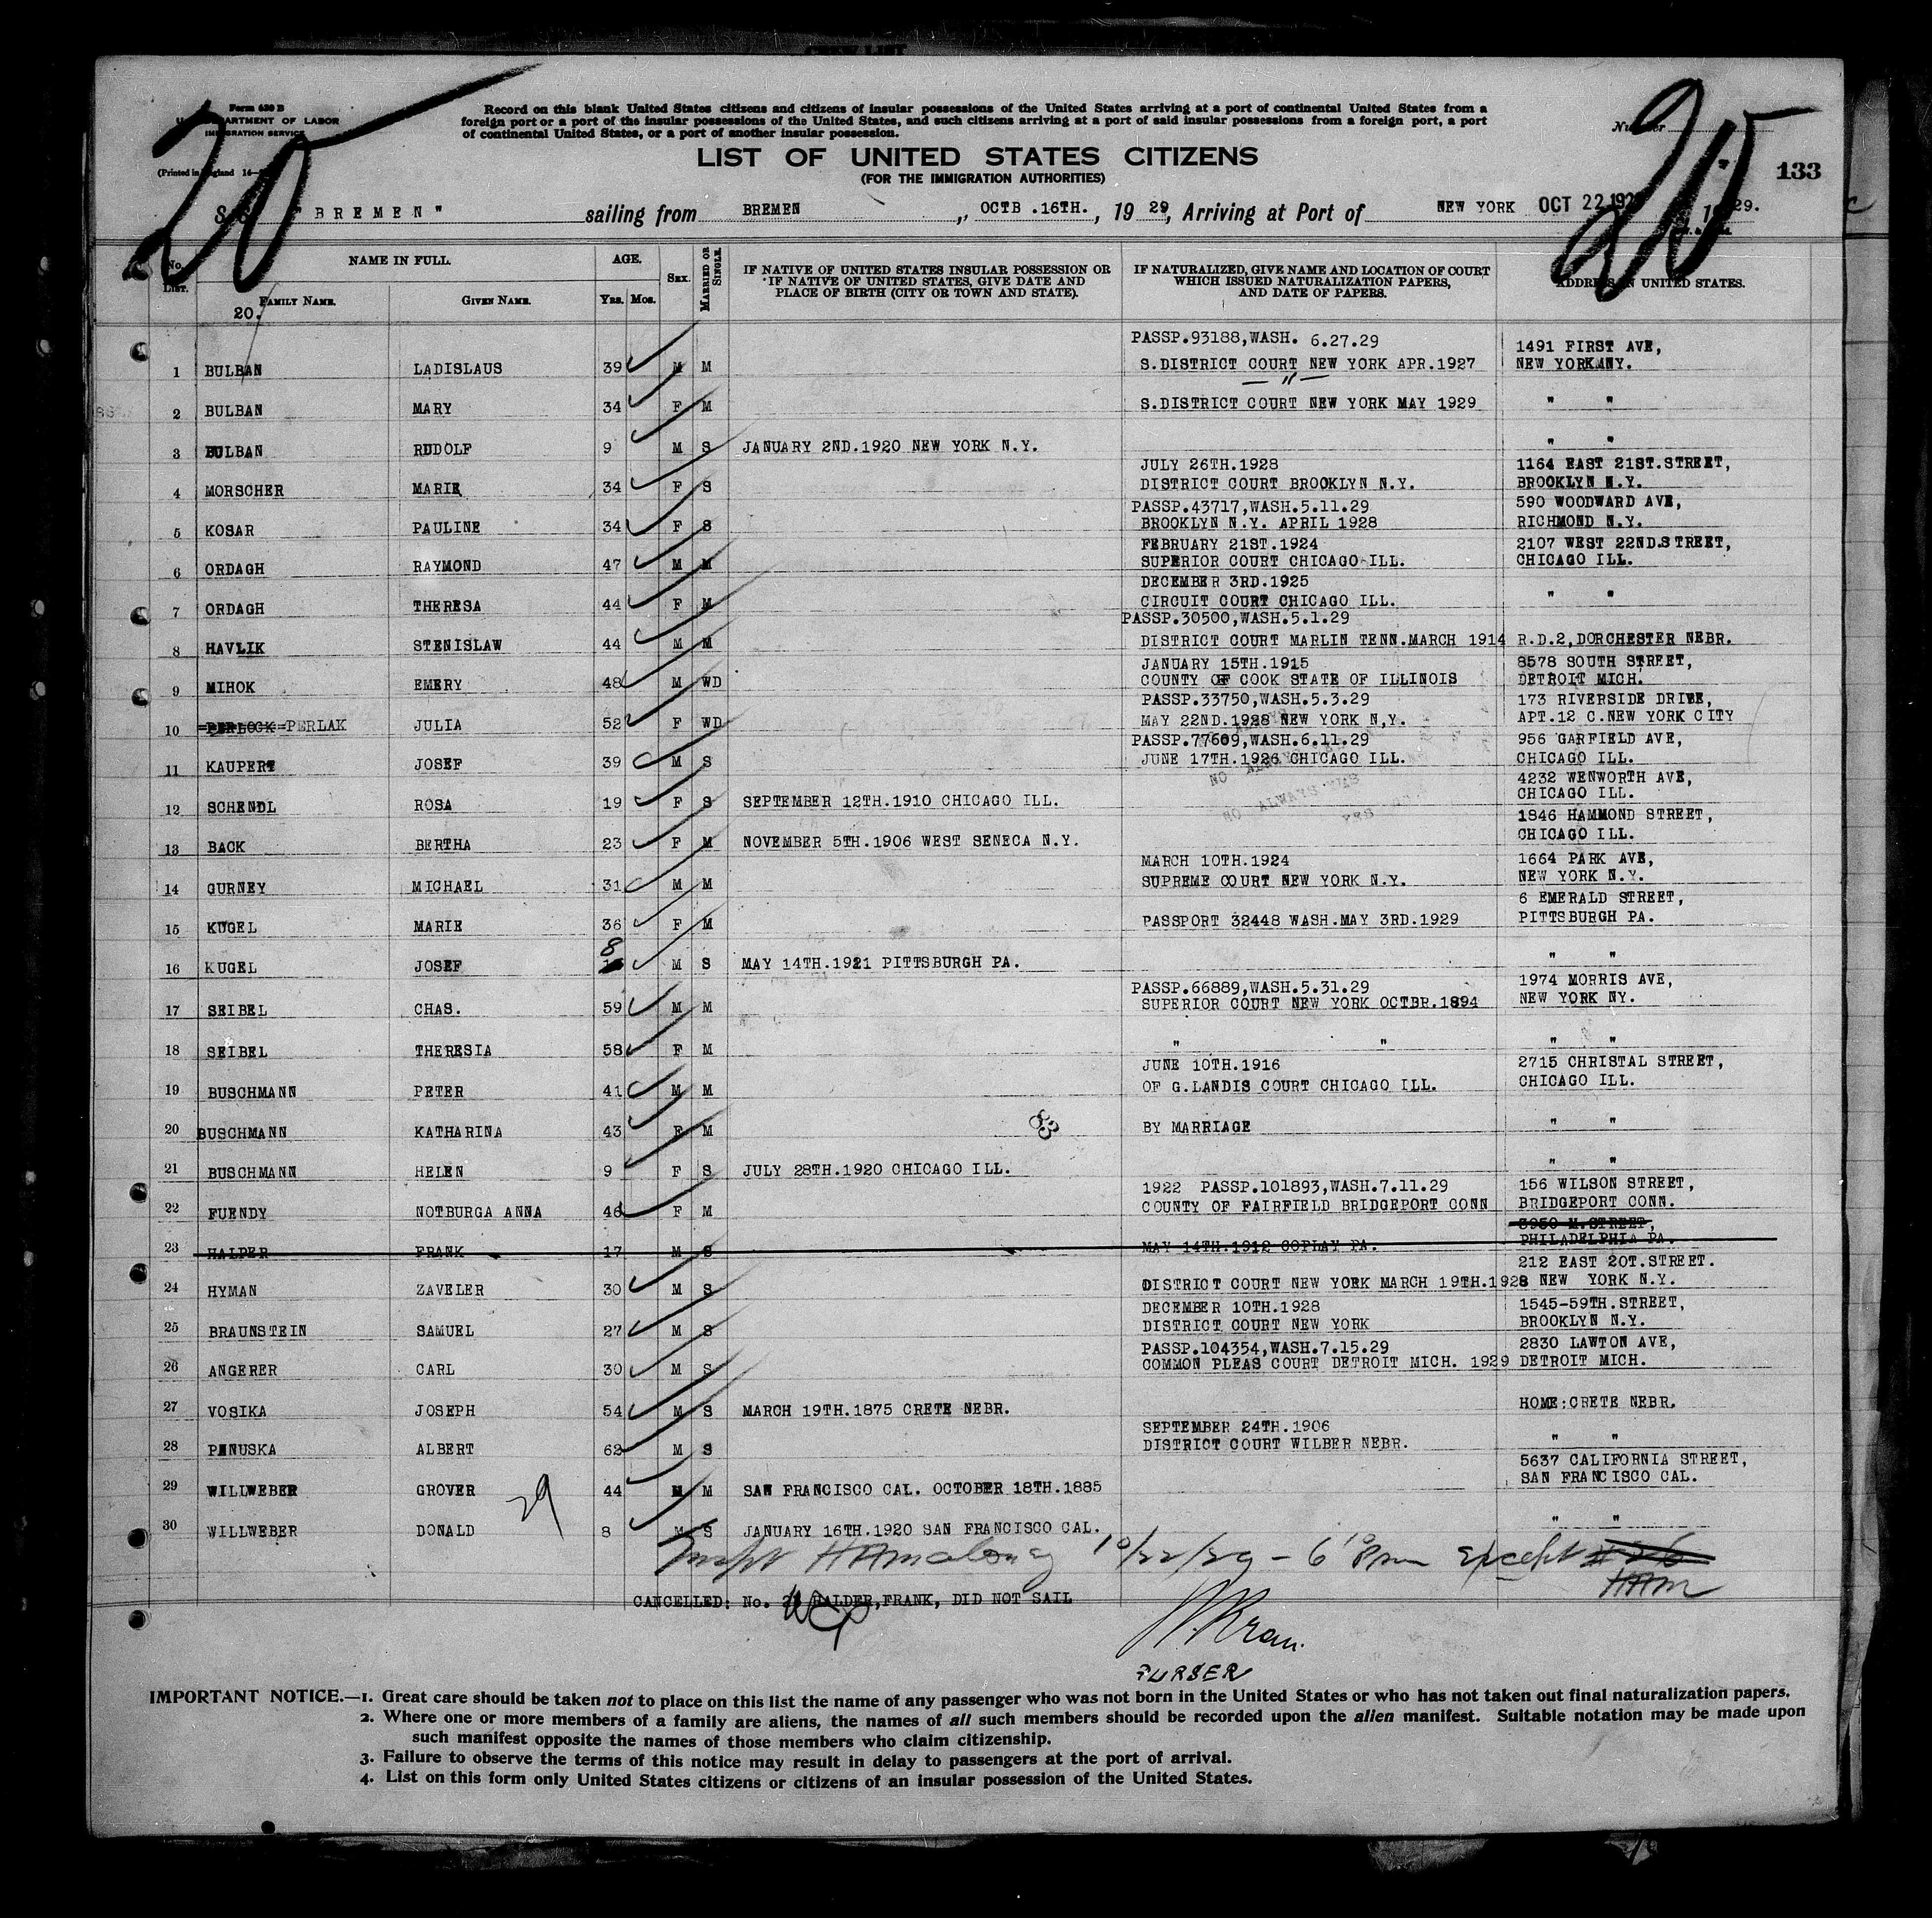 Form 630 B
U. S. DEPARTMENT OF LABOR
IMMIGRATION SERVICE
(Printed in England
Record on this blank United States citizens and citizens of insular possessions of the United States arriving at a port of continental United States from a
foreign port or a port of the insular possessions of the United States, and such citizens arriving at a port of said insular possessions from a foreign port, a port
of continental United States, or a port of another insular possession.
Number
20
20
133
LIST OF UNITED STATES CITIZENS
(FOR THE IMMIGRATION AUTHORITIES)
S.S. "BREMEN" sailing from BREMEN, OCTB .16TH., 19 29, Arriving at Port of NEW YORK OCT 22 1929 29.
No. LIST. NAME IN FULL. AGE. SEX. MARRIED OR SINGLE. IF NATIVE OF UNITED STATES INSULAR POSSESSION OR IF NATIVE OF UNITED STATES, GIVE DATE AND PLACE OF BIRTH (CITY OR TOWN AND STATE). IF NATURALIZED, GIVE NAME AND LOCATION OF COURT WHICH ISSUED NATURALIZATION PAPERS, AND DATE OF PAPERS. ADDRESS IN UNITED STATES.
20. FAMILY NAME. GIVEN NAME. Yrs. Mos.
PASSP.93188,WASH. 6.27.29 1491 FIRST AVE,
1 BULBAN LADISLAUS 39 M M S.DISTRICT COURT NEW YORK APR.1927 NEW YORK NY.
— " —
2 BULBAN MARY 34 F M S.DISTRICT COURT NEW YORK MAY 1929 " "
3 BULBAN RUDOLF 9 M S JANUARY 2ND.1920 NEW YORK N.Y. " "
JULY 26TH.1928 1164 EAST 21ST.STREET,
4 MORSCHER MARIE 34 F S DISTRICT COURT BROOKLYN N.Y. BROOKLYN N.Y.
PASSP.43717,WASH.5.11.29 590 WOODWARD AVE,
5 KOSAR PAULINE 34 F S BROOKLYN N.Y. APRIL 1928 RICHMOND N.Y.
FEBRUARY 21ST.1924 2107 WEST 22ND.STREET,
6 ORDAGH RAYMOND 47 M M SUPERIOR COURT CHICAGO ILL. CHICAGO ILL.
DECEMBER 3RD.1925
7 ORDAGH THERESA 44 F M CIRCUIT COURT CHICAGO ILL. " "
PASSP.30500,WASH.5.1.29
8 HAVLIK STENISLAW 44 M M DISTRICT COURT MARLIN TENN.MARCH 1914 R.D.2,DORCHESTER NEBR.
JANUARY 15TH.1915 8578 SOUTH STREET,
9 MIHOK EMERY 48 M WD COUNTY OF COOK STATE OF ILLINOIS DETROIT MICH.
PASSP.33750,WASH.5.3.29 173 RIVERSIDE DRIVE,
10 =PERLOCK=PERLAK JULIA 52 F WD MAY 22ND.1928 NEW YORK N,Y. APT.12 C.NEW YORK CITY
PASSP.77609,WASH.6.11.29 956 GARFIELD AVE,
11 KAUPERT JOSEF 39 M S JUNE 17TH.1926 CHICAGO ILL. CHICAGO ILL.
4232 WENWORTH AVE,
12 SCHENDL ROSA 19 F S SEPTEMBER 12TH.1910 CHICAGO ILL. CHICAGO ILL.
NO ALWAYS
YES
1846 HAMMOND STREET,
13 BACK BERTHA 23 F M NOVEMBER 5TH.1906 WEST SENECA N.Y. CHICAGO ILL.
MARCH 10TH.1924 1664 PARK AVE,
14 GURNEY MICHAEL 31 M M SUPREME COURT NEW YORK N.Y. NEW YORK N.Y.
6 EMERALD STREET,
15 KUGEL MARIE 36 F M PASSPORT 32448 WASH.MAY 3RD.1929 PITTSBURGH PA.
16 KUGEL JOSEF 8 M S MAY 14TH.1921 PITTSBURGH PA. " "
PASSP.66889,WASH.5.31.29 1974 MORRIS AVE,
17 SEIBEL CHAS. 59 M M SUPERIOR COURT NEW YORK OCTBR.1894 NEW YORK NY.
18 SEIBEL THERESIA 58 F M " " " "
JUNE 10TH.1916 2715 CHRISTAL STREET,
19 BUSCHMANN PETER 41 M M OF G.LANDIS COURT CHICAGO ILL. CHICAGO ILL.
20 BUSCHMANN KATHARINA 43 F M BY MARRIAGE " "
21 BUSCHMANN HELEN 9 F S JULY 28TH.1920 CHICAGO ILL. " "
1922 PASSP.101893,WASH.7.11.29 156 WILSON STREET,
22 FUENDY NOTBURGA ANNA 46 F M COUNTY OF FAIRFIELD BRIDGEPORT CONN BRIDGEPORT CONN.
3950 M.STREET,
23 HALDER FRANK 17 M S MAY 14TH.1912 COPLAY PA. PHILADELPHIA PA.
212 EAST 20T.STREET.
24 HYMAN ZAVELER 30 M S DISTRICT COURT NEW YORK MARCH 19TH.1928 NEW YORK N.Y.
DECEMBER 10TH.1928 1545-59TH.STREET,
25 BRAUNSTEIN SAMUEL 27 M S DISTRICT COURT NEW YORK BROOKLYN N.Y.
PASSP.104354,WASH.7.15.29 2830 LAWTON AVE,
26 ANGERER CARL 30 M S COMMON PLEAS COURT DETROIT MICH. 1929 DETROIT MICH.
27 VOSIKA JOSEPH 54 M S MARCH 19TH.1875 CRETE NEBR. HOME:CRETE NEBR.
SEPTEMBER 24TH.1906
28 PENUSKA ALBERT 62 M S DISTRICT COURT WILBER NEBR. " "
5637 CALIFORNIA STREET,
29 WILLWEBER GROVER 44 M M SAN FRANCISCO CAL. OCTOBER 18TH.1885 SAN FRANCISCO CAL.
29
30 WILLWEBER DONALD 8 M S JANUARY 16TH.1920 SAN FRANCISCO CAL. " "
10/22/29 - 6 Pm except #26
HAM
CANCELLED: No. 23 HALDER,FRANK, DID NOT SAIL
PURSER
IMPORTANT NOTICE.—1. Great care should be taken not to place on this list the name of any passenger who was not born in the United States or who has not taken out final naturalization papers.
2. Where one or more members of a family are aliens, the names of all such members should be recorded upon the alien manifest. Suitable notation may be made upon
such manifest opposite the names of those members who claim citizenship.
3. Failure to observe the terms of this notice may result in delay to passengers at the port of arrival.
4. List on this form only United States citizens or citizens of an insular possession of the United States.